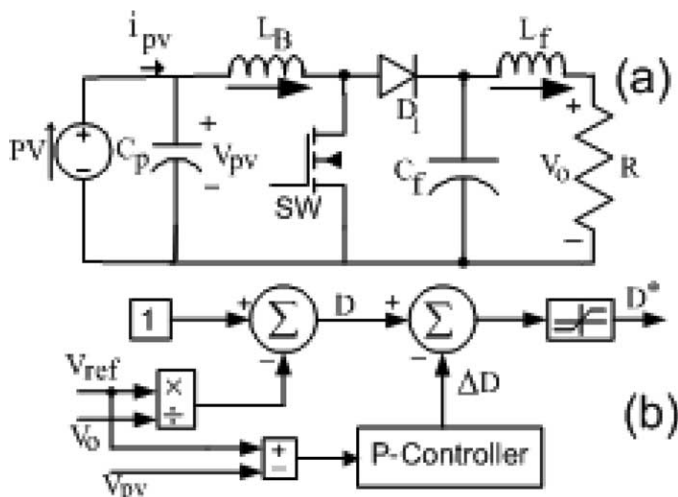 i_pv L_B L_f (a)
+ D_1 +
PV + − C_p V_pv C_f V_o R
− SW −
1 + Σ D + Σ D*
− −
V_ref × ÷ ΔD
V_o + − P-Controller (b)
V_pv